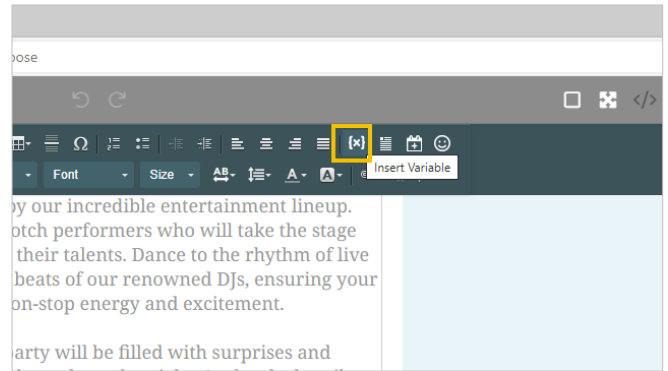 pose
</>
Ω
{x}
Font Size AB A A
Insert Variable
by our incredible entertainment lineup.
otch performers who will take the stage
their talents. Dance to the rhythm of live
beats of our renowned DJs, ensuring your
on-stop energy and excitement.
party will be filled with surprises and